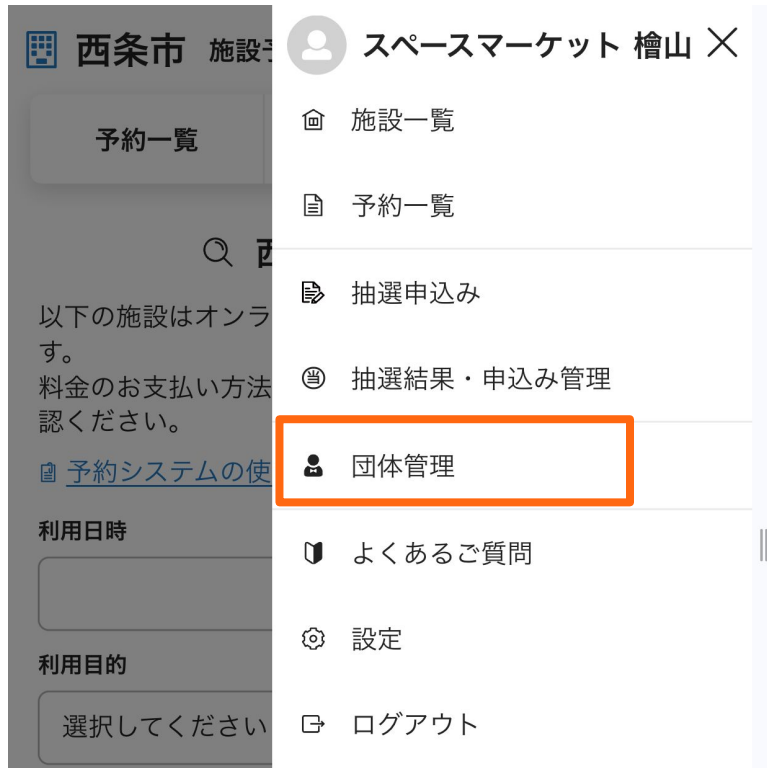 西条市 施設
予約一覧
以下の施設はオンラ
す。
料金のお支払い方法
認ください。
予約システムの使
利用日時
利用目的
選択してください
スペースマーケット 檜山
施設一覧
予約一覧
抽選申込み
抽選結果・申込み管理
団体管理
よくあるご質問
設定
ログアウト